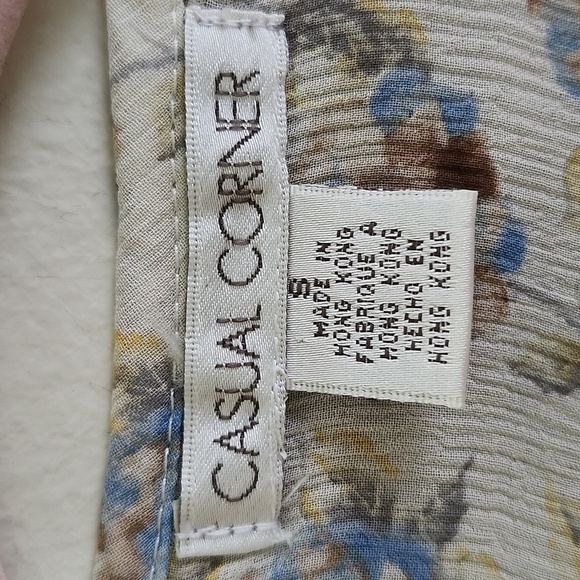 CASUAL CORNER
S
MADE IN
HONG KONG
FABRIQUE A
HONG KONG
HECHO EN
HONG KONG